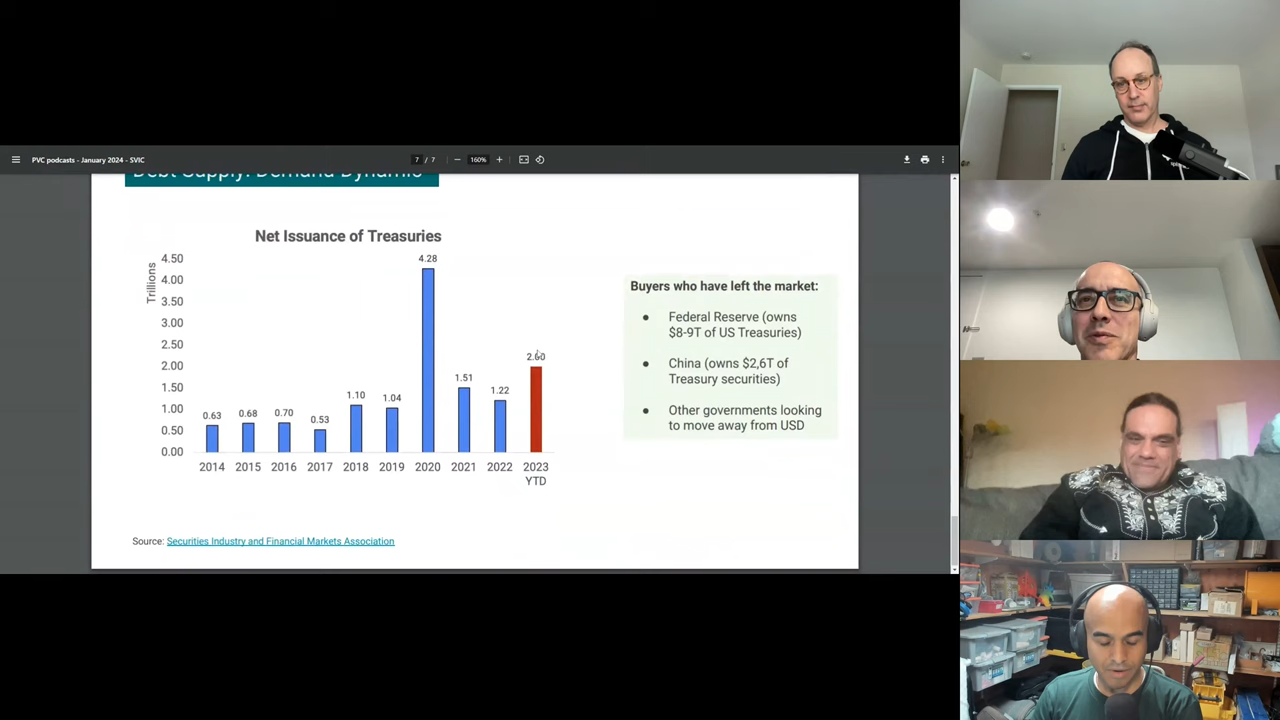 PVC podcasts - January 2024 - SVIC
7 / 7
160%
Debt Supply: Demand Dynamic
Net Issuance of Treasuries
Trillions
4.50
4.00
3.50
3.00
2.50
2.00
1.50
1.00
0.50
0.00
0.63
0.68
0.70
0.53
1.10
1.04
4.28
1.51
1.22
2014
2015
2016
2017
2018
2019
2020
2021
2022
2023
YTD
Buyers who have left the market:
● Federal Reserve (owns
$8-9T of US Treasuries)
● China (owns $2,6T of
Treasury securities)
● Other governments looking
to move away from USD
Source: Securities Industry and Financial Markets Association